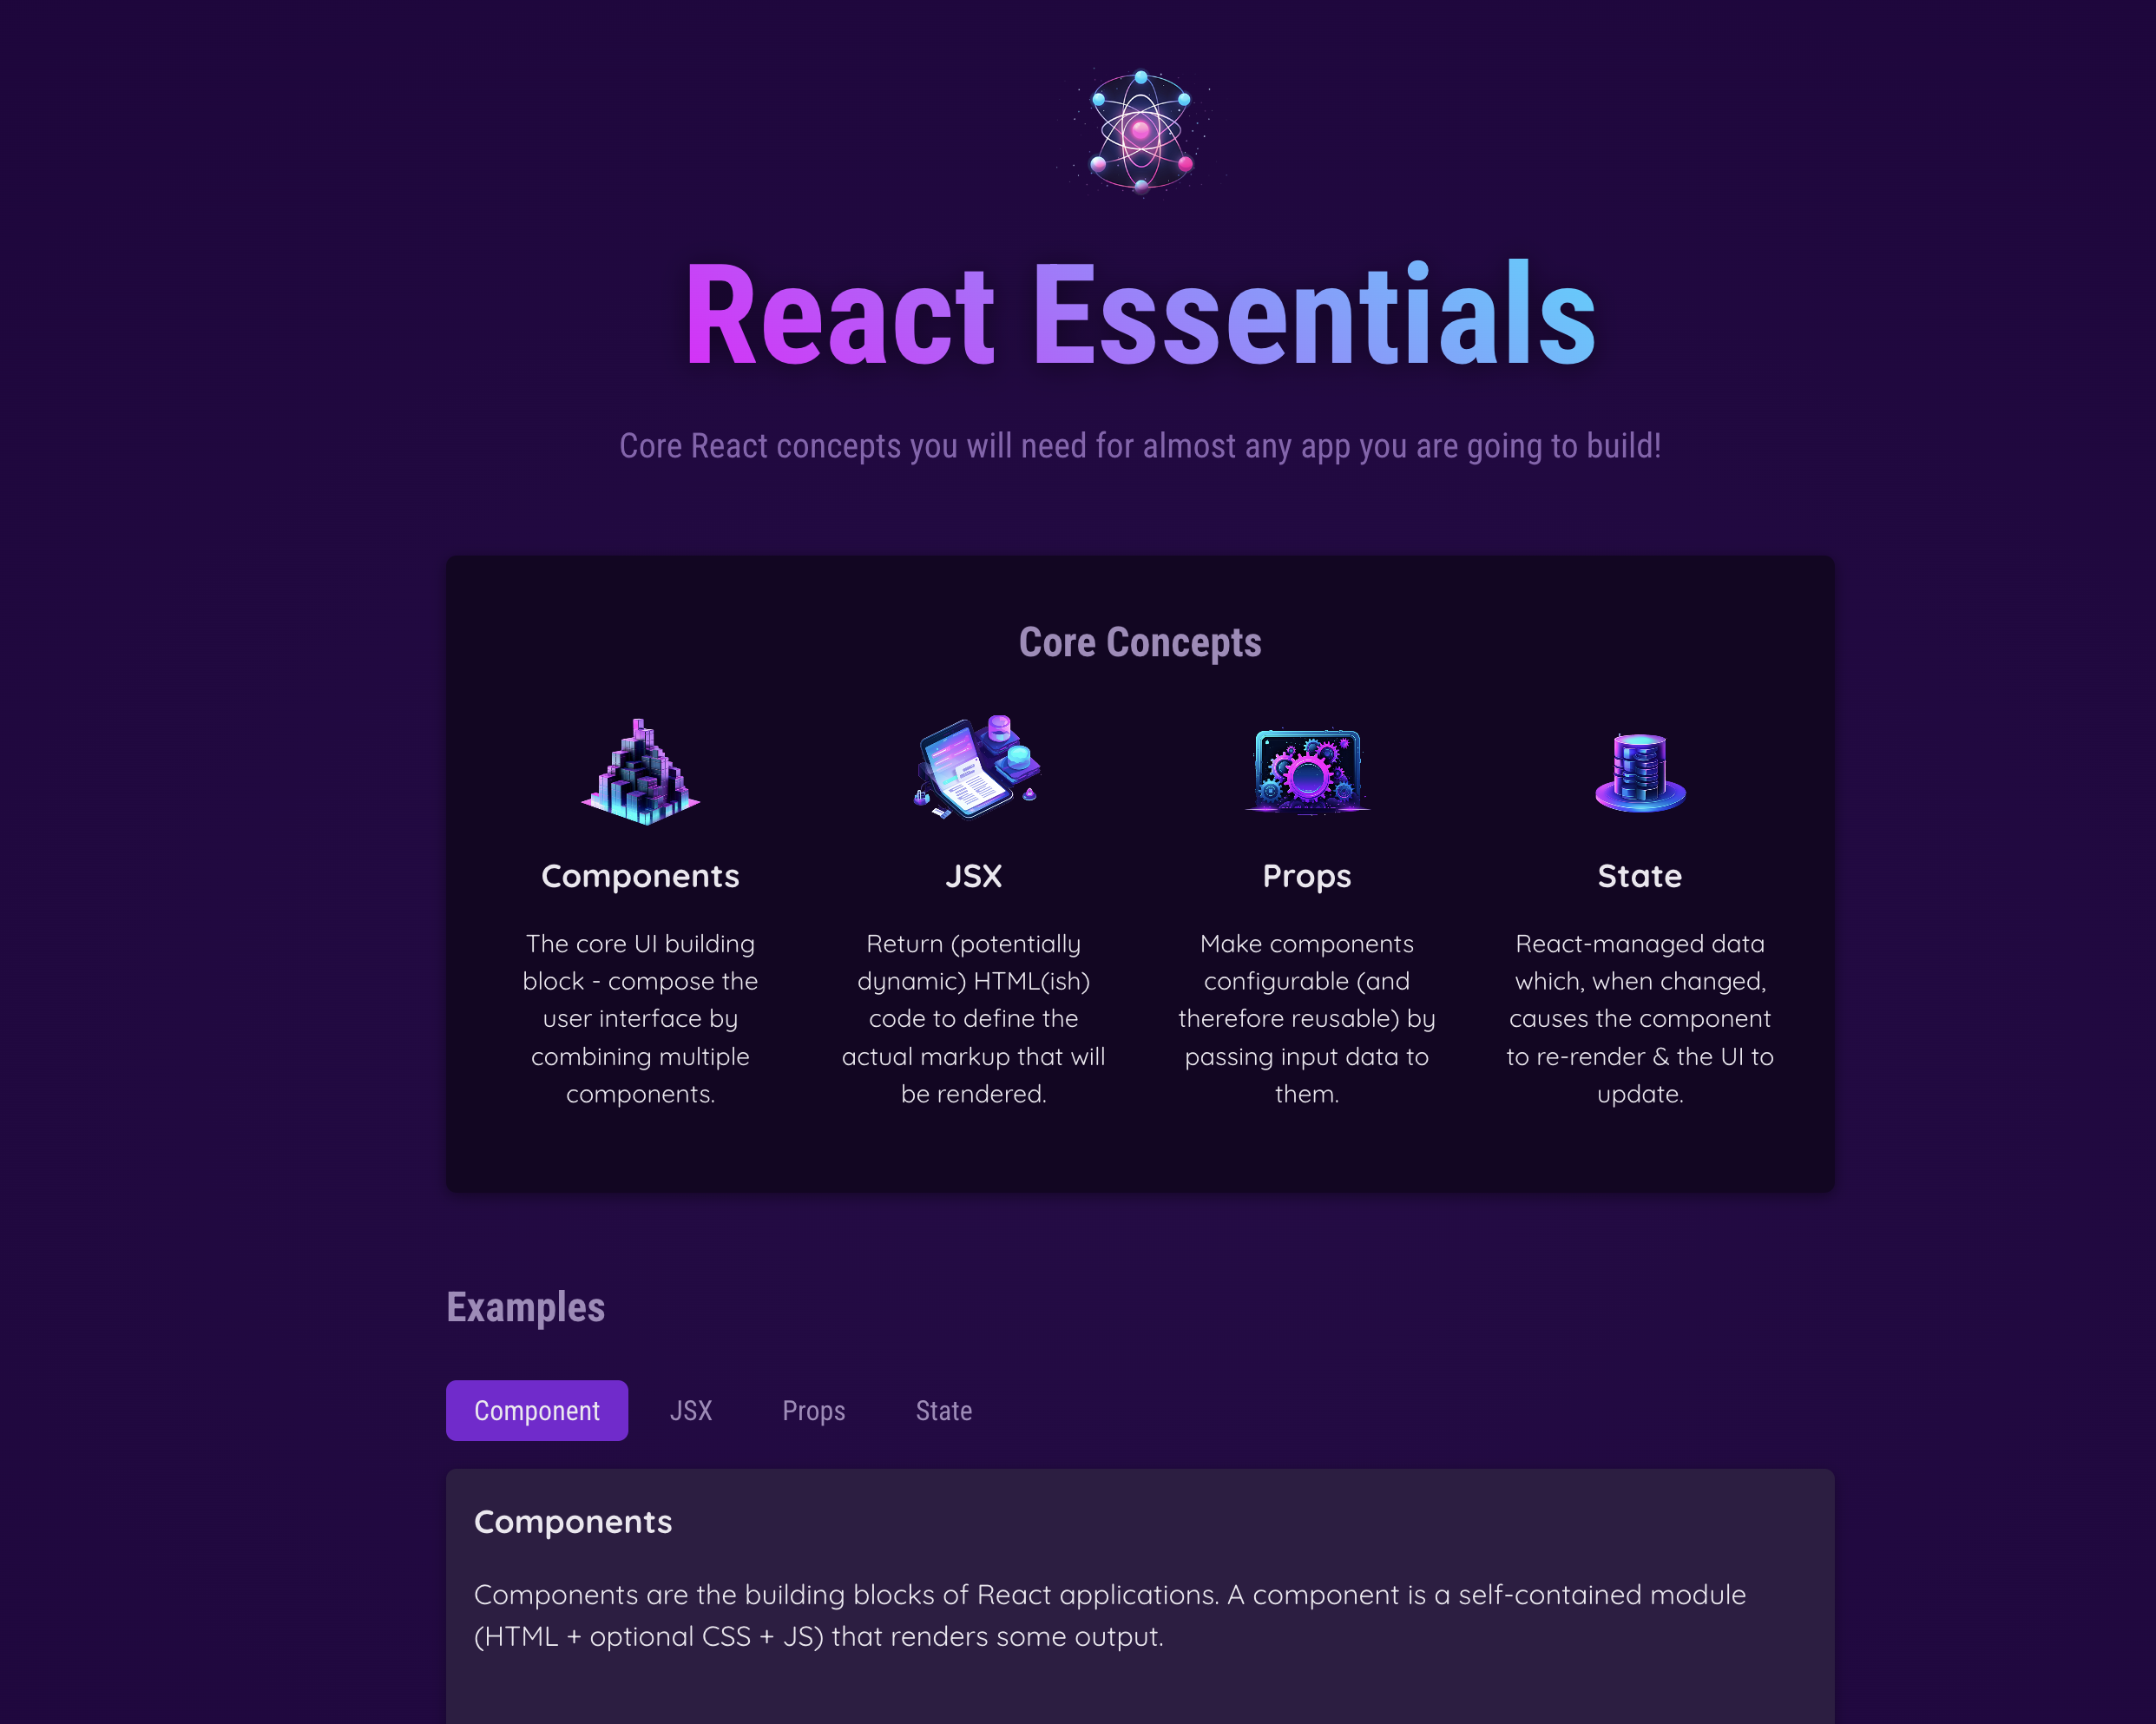 React Essentials
Core React concepts you will need for almost any app you are going to build!
Core Concepts
Components
The core UI building
block - compose the
user interface by
combining multiple
components.
JSX
Return (potentially
dynamic) HTML(ish)
code to define the
actual markup that will
be rendered.
Props
Make components
configurable (and
therefore reusable) by
passing input data to
them.
State
React-managed data
which, when changed,
causes the component
to re-render & the UI to
update.
Examples
Component
JSX
Props
State
Components
Components are the building blocks of React applications. A component is a self-contained module
(HTML + optional CSS + JS) that renders some output.